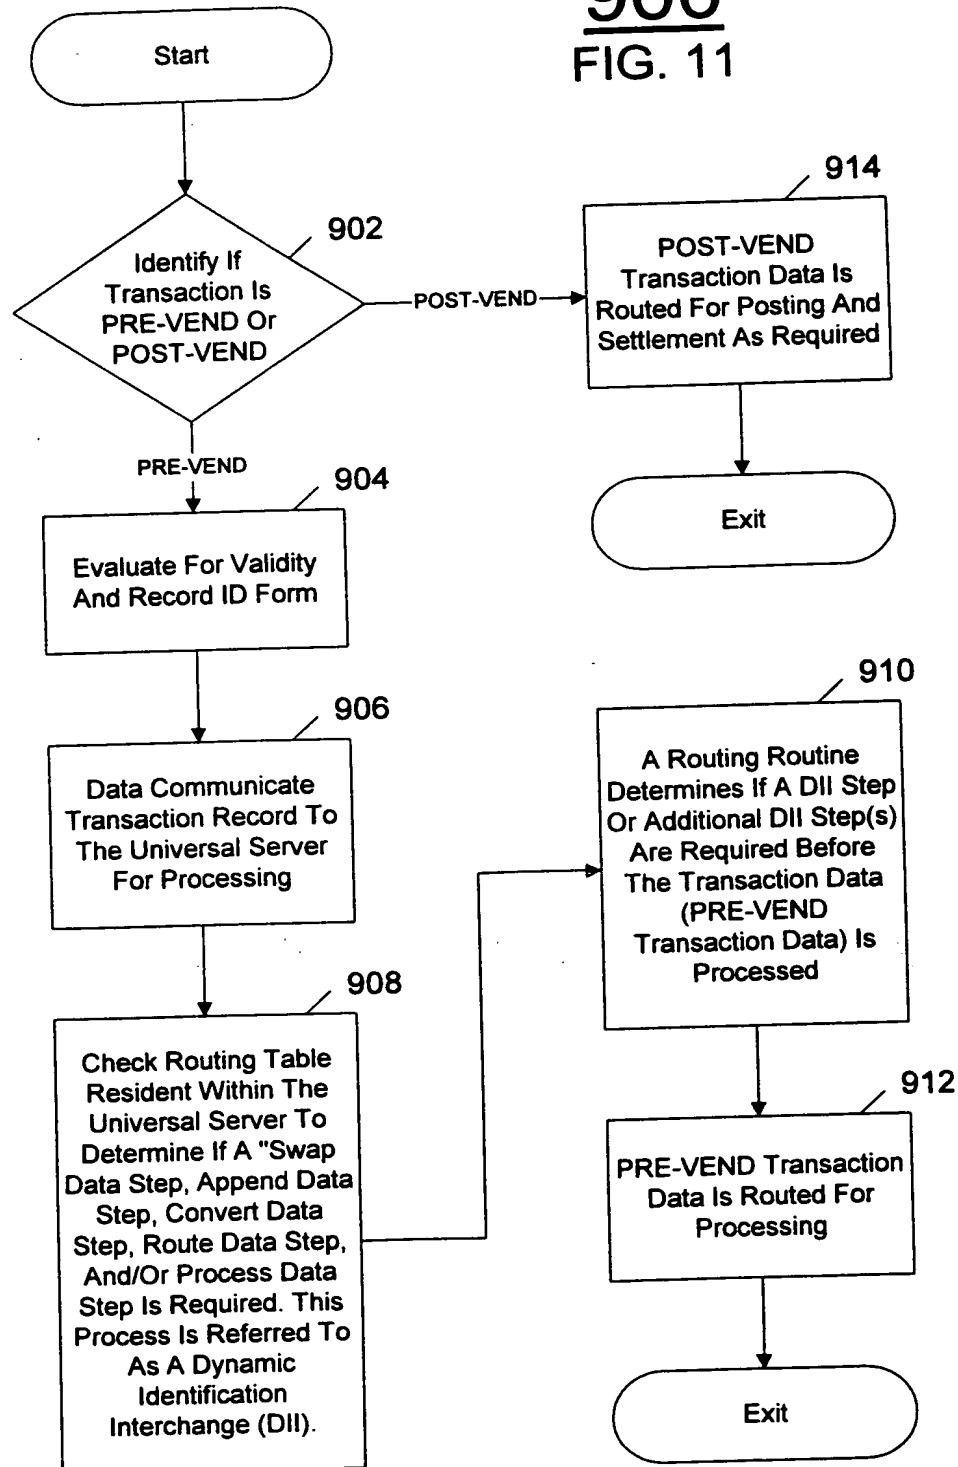 FIG. 11
Start
902
Identify If
Transaction Is
PRE-VEND Or
POST-VEND
POST-VEND
914
POST-VEND
Transaction Data Is
Routed For Posting And
Settlement As Required
Exit
PRE-VEND
904
Evaluate For Validity
And Record ID Form
906
Data Communicate
Transaction Record To
The Universal Server
For Processing
908
Check Routing Table
Resident Within The
Universal Server To
Determine If A "Swap
Data Step, Append Data
Step, Convert Data
Step, Route Data Step,
And/Or Process Data
Step Is Required. This
Process Is Referred To
As A Dynamic
Identification
Interchange (DII).
910
A Routing Routine
Determines If A DII Step
Or Additional DII Step(s)
Are Required Before
The Transaction Data
(PRE-VEND
Transaction Data) Is
Processed
912
PRE-VEND Transaction
Data Is Routed For
Processing
Exit